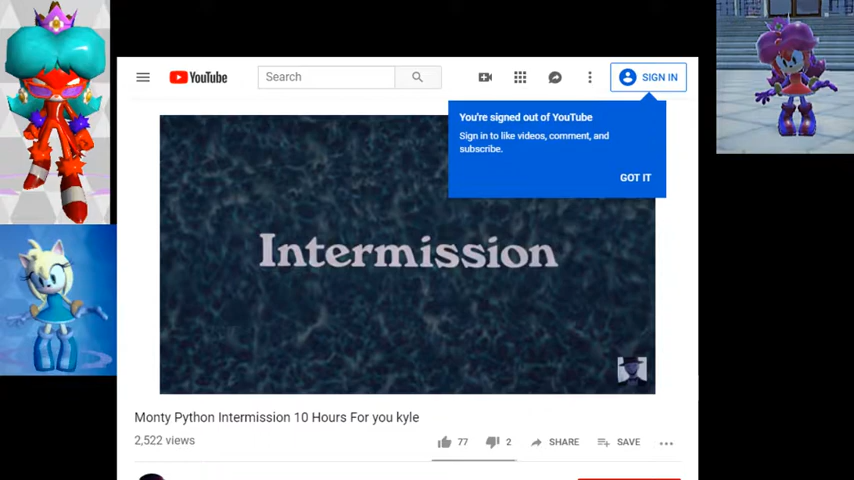 YouTube
Search
SIGN IN
You're signed out of YouTube
Sign in to like videos, comment, and
subscribe.
GOT IT
Intermission
Monty Python Intermission 10 Hours For you kyle
2,522 views
77
2
SHARE
SAVE